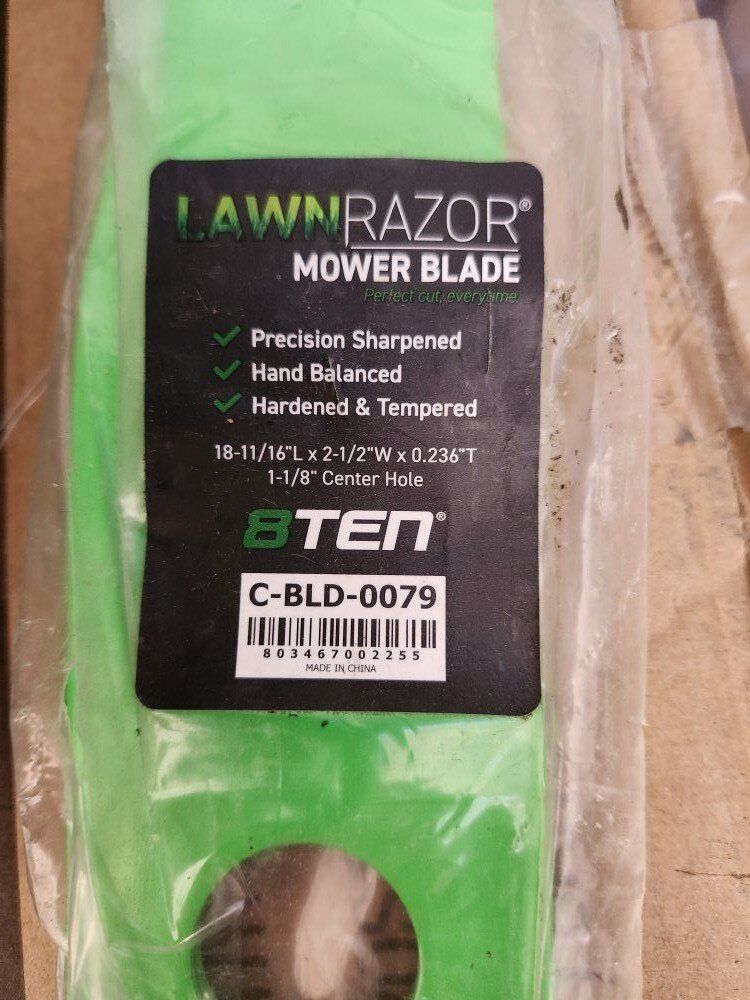 LAWNRAZOR®
MOWER BLADE
Perfect cut, everytime.
Precision Sharpened
Hand Balanced
Hardened & Tempered
18-11/16"L x 2-1/2"W x 0.236"T
1-1/8" Center Hole
8TEN®
C-BLD-0079
803467002255
MADE IN CHINA